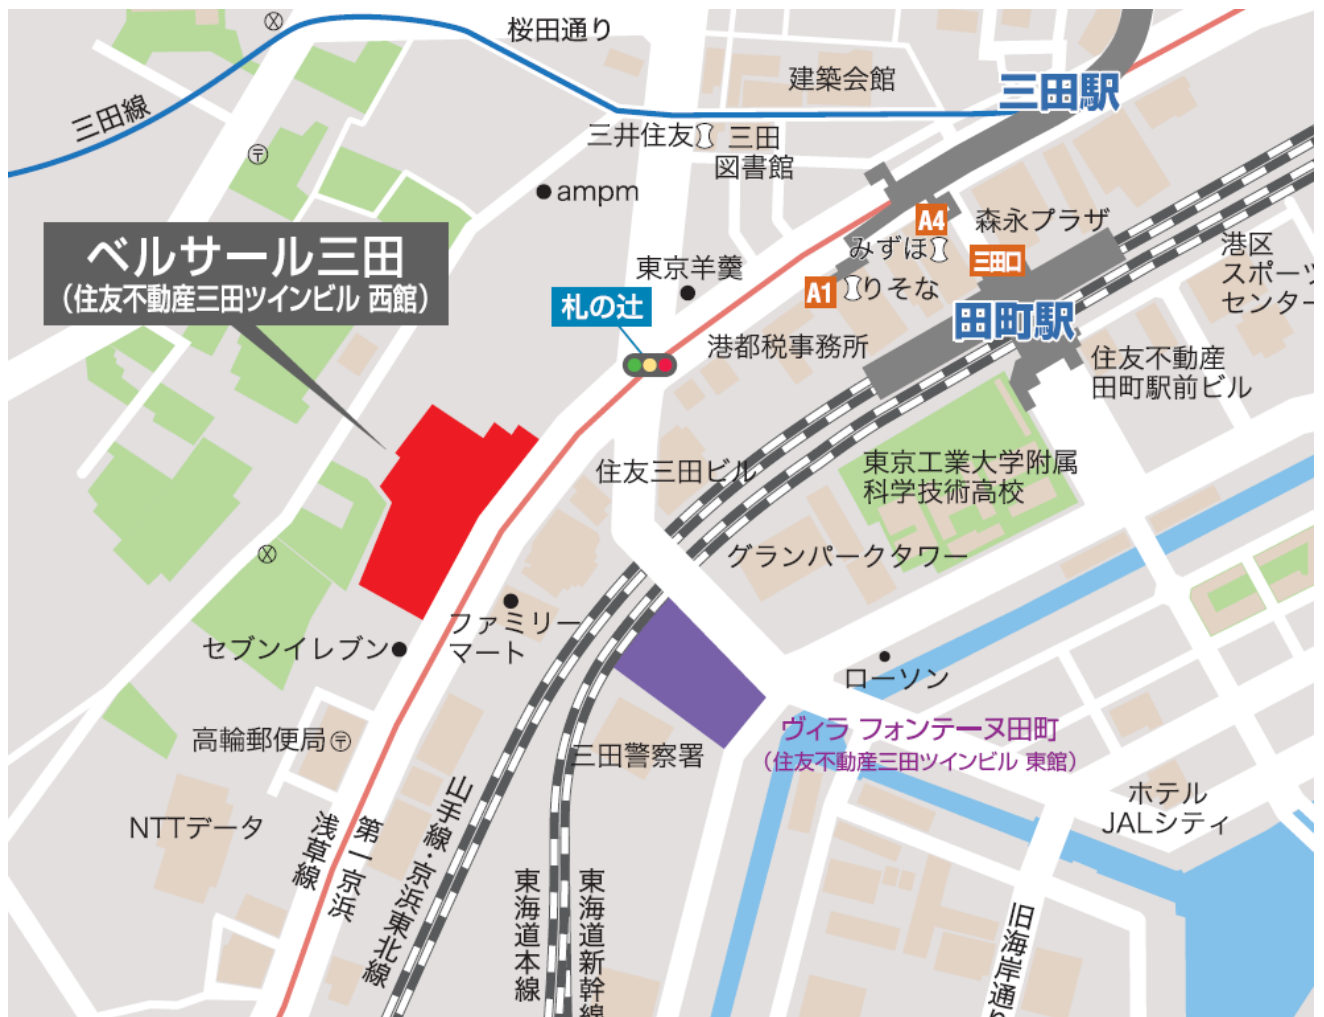 桜田通り
三田線
建築会館
三田駅
三井住友
三田
図書館
ampm
A4
森永プラザ
みずほ
三田口
港区
スポーツ
センター
ベルサール三田
（住友不動産三田ツインビル 西館）
東京羊羹
A1
りそな
札の辻
田町駅
港都税事務所
住友不動産
田町駅前ビル
住友三田ビル
東京工業大学附属
科学技術高校
グランパークタワー
ファミリー
マート
セブンイレブン
ローソン
高輪郵便局
三田警察署
ヴィラ フォンテーヌ田町
（住友不動産三田ツインビル 東館）
NTTデータ
ホテル
JALシティ
浅草線
第一京浜
山手線・京浜東北線
東海道本線
東海道新幹線
旧海岸通り